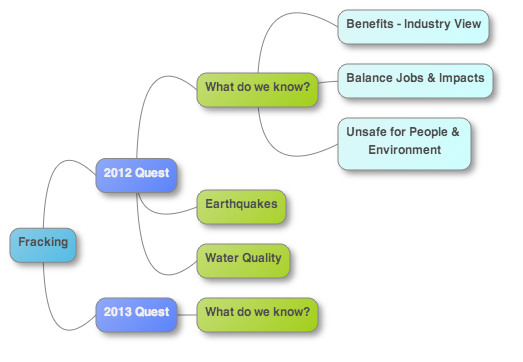 Fracking
2012 Quest
What do we know?
Benefits - Industry View
Balance Jobs & Impacts
Unsafe for People &
Environment
Earthquakes
Water Quality
2013 Quest
What do we know?